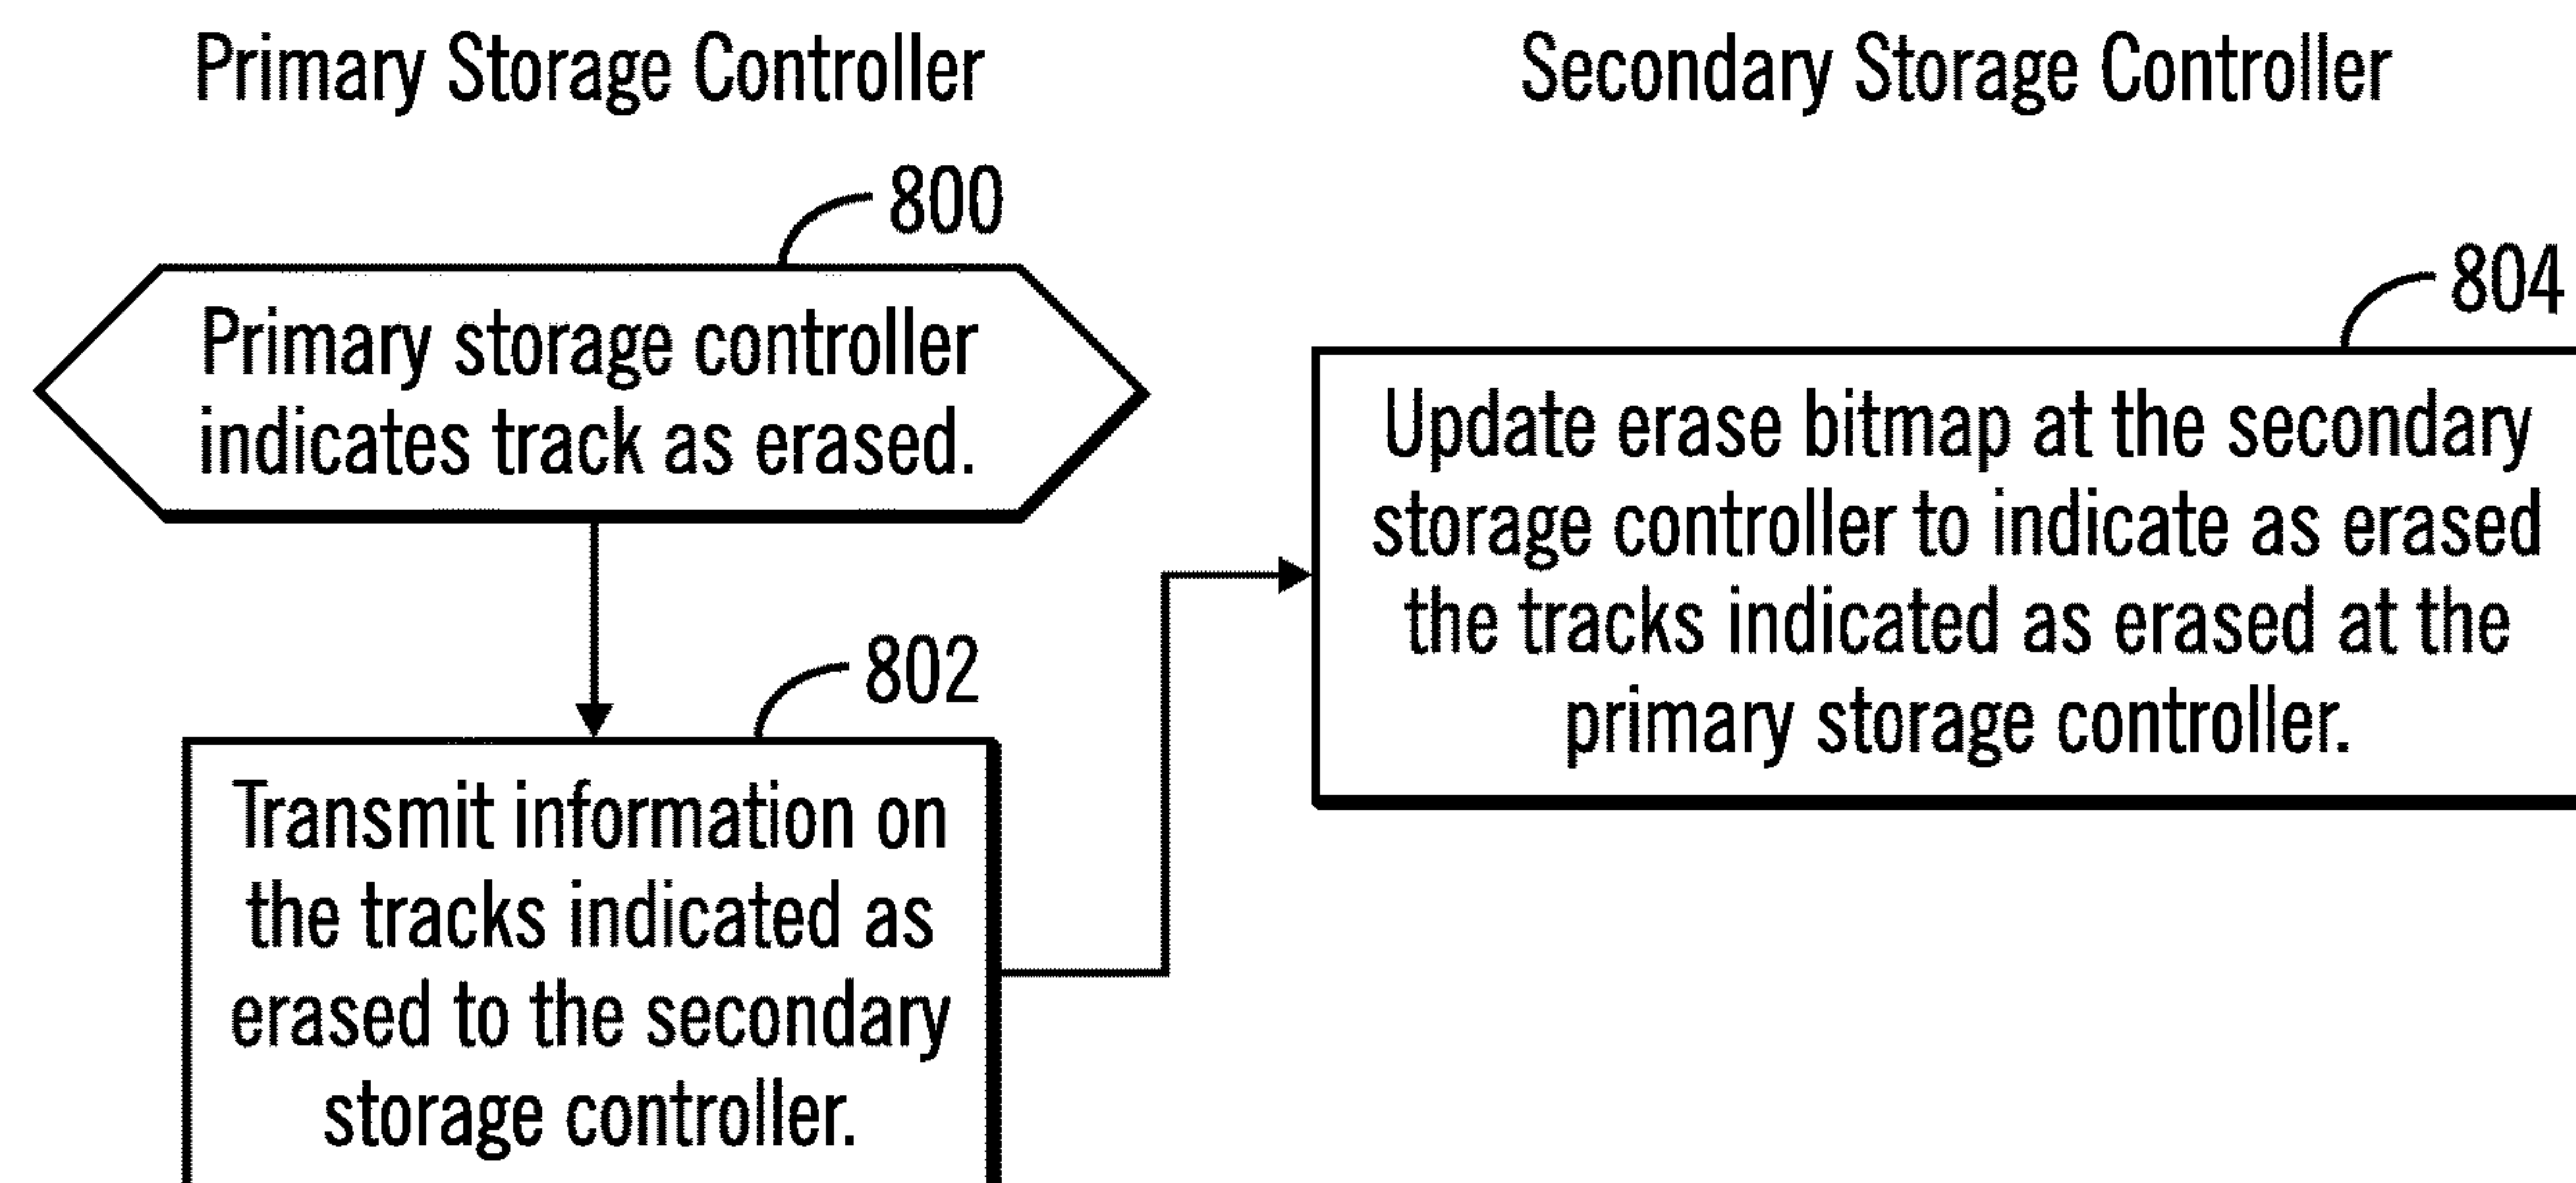 Primary Storage Controller
800
Primary storage controller
indicates track as erased.
802
Transmit information on
the tracks indicated as
erased to the secondary
storage controller.
Secondary Storage Controller
804
Update erase bitmap at the secondary
storage controller to indicate as erased
the tracks indicated as erased at the
primary storage controller.